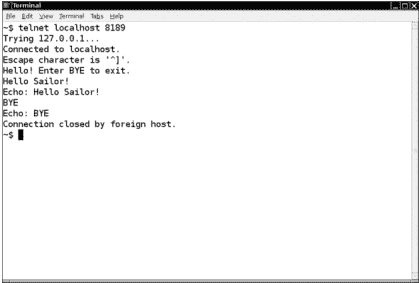 Terminal
File Edit View Terminal Tabs Help
~$ telnet localhost 8189
Trying 127.0.0.1...
Connected to localhost.
Escape character is '^]'.
Hello! Enter BYE to exit.
Hello Sailor!
Echo: Hello Sailor!
BYE
Echo: BYE
Connection closed by foreign host.
~$